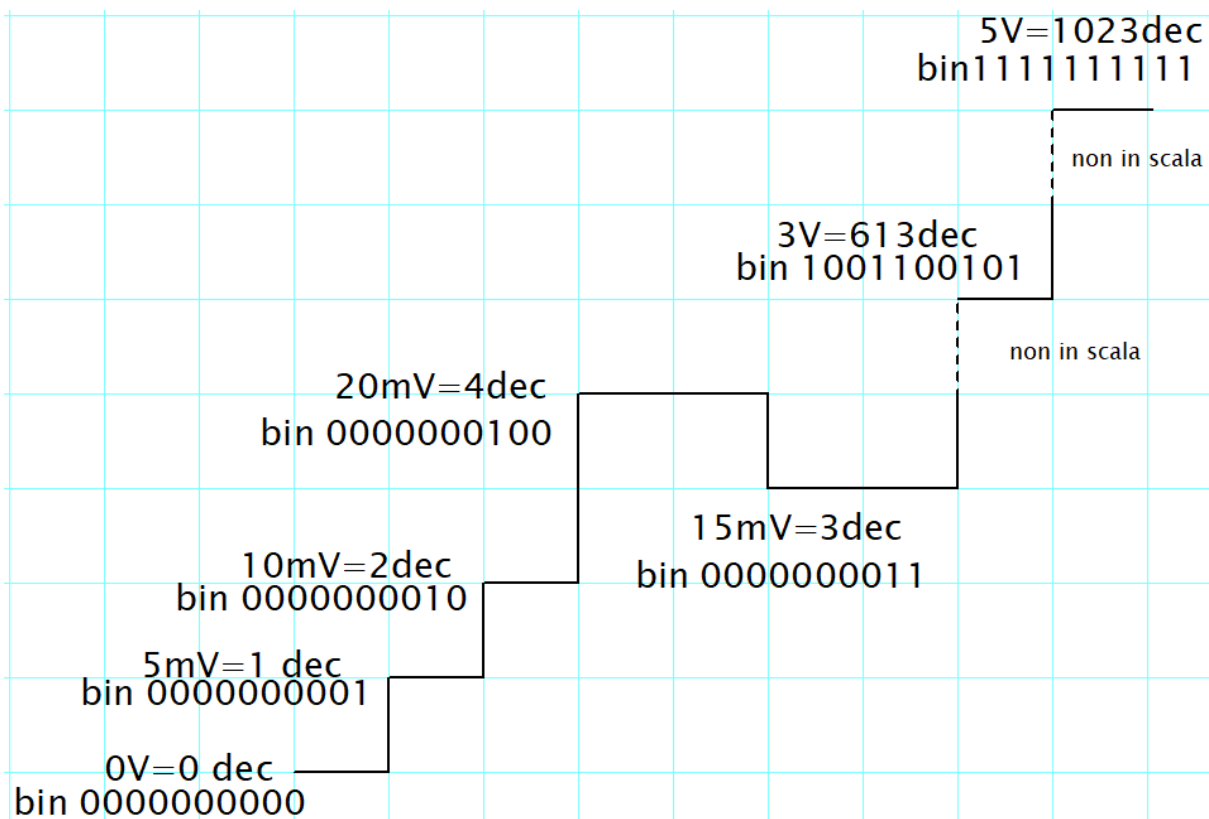 5V=1023dec
bin1111111111
non in scala
3V=613dec
bin 1001100101
non in scala
20mV=4dec
bin 0000000100
15mV=3dec
bin 0000000011
10mV=2dec
bin 0000000010
5mV=1 dec
bin 0000000001
0V=0 dec
bin 0000000000